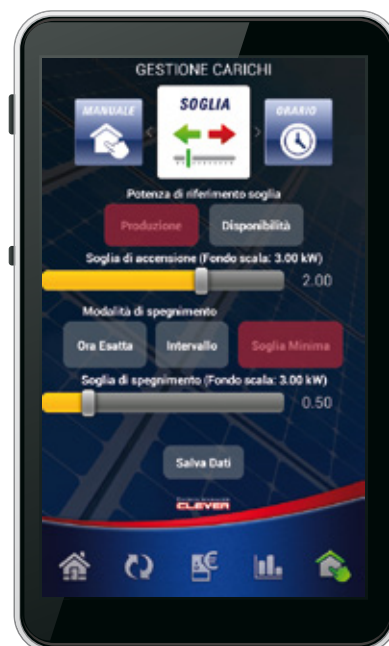 GESTIONE CARICHI
MANUALE SOGLIA ORARIO
Potenza di riferimento soglia
Produzione Disponibilità
Soglia di accensione (Fondo scala: 3.00 kW)
2.00
Modalità di spegnimento
Ora Esatta Intervallo Soglia Minima
Soglia di spegnimento (Fondo scala: 3.00 kW)
0.50
Salva Dati
CLEVER